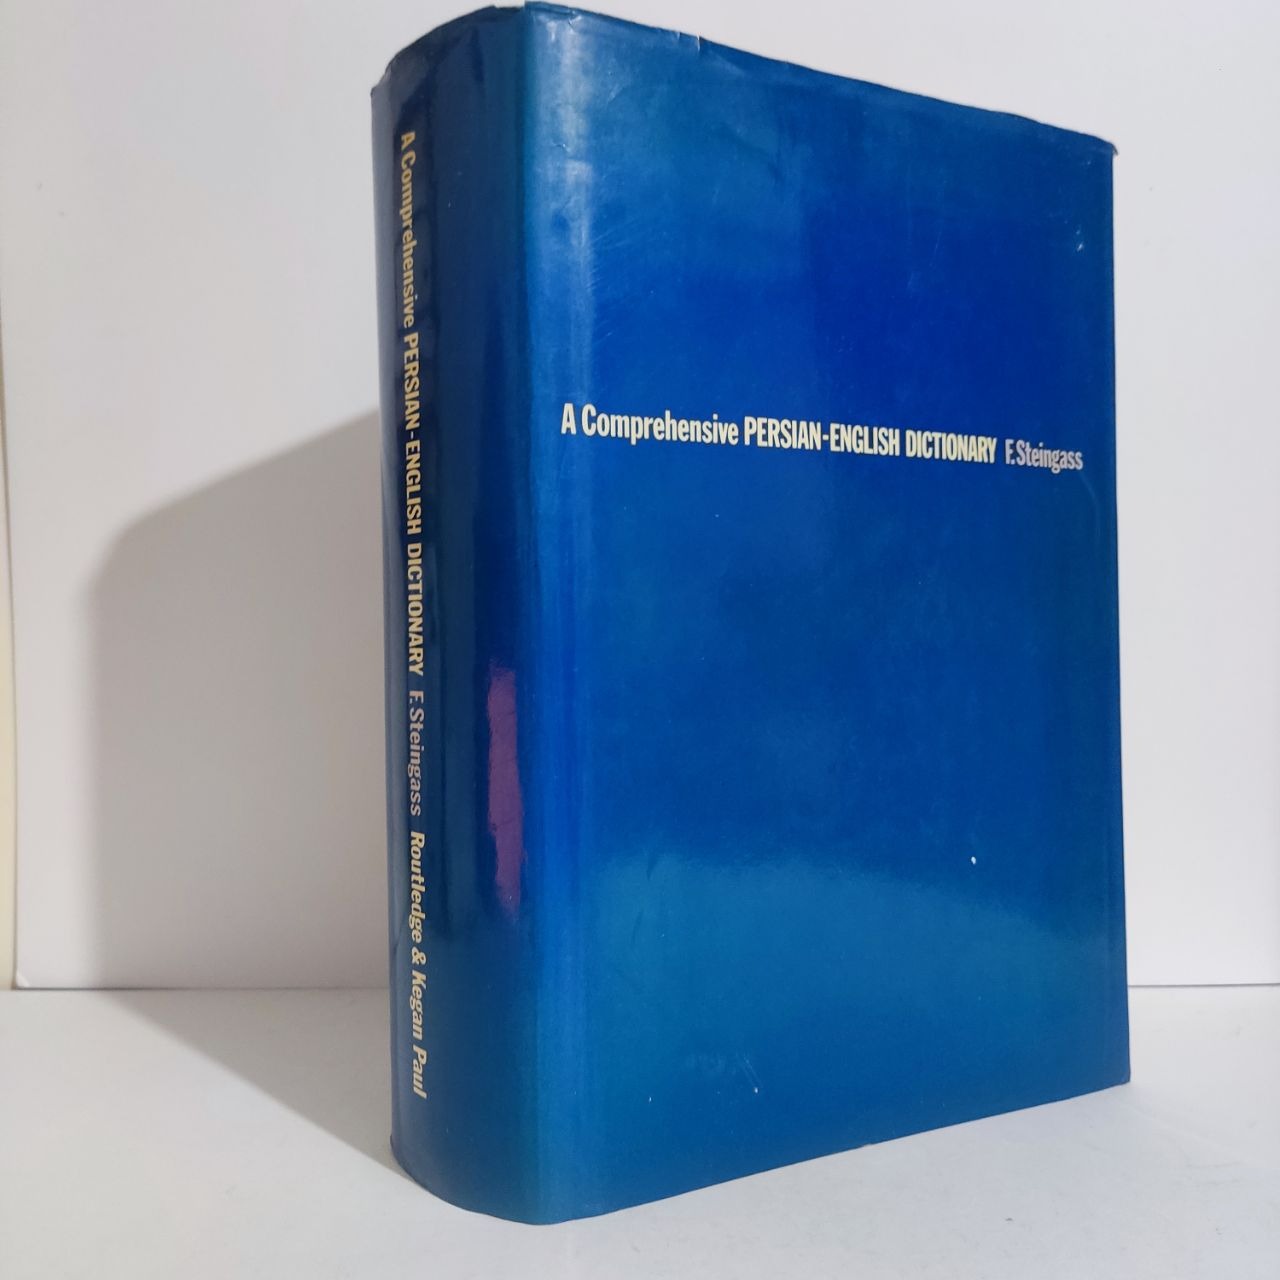 A Comprehensive PERSIAN-ENGLISH DICTIONARY F. Steingass Routledge & Kegan Paul
A Comprehensive PERSIAN-ENGLISH DICTIONARY F. Steingass